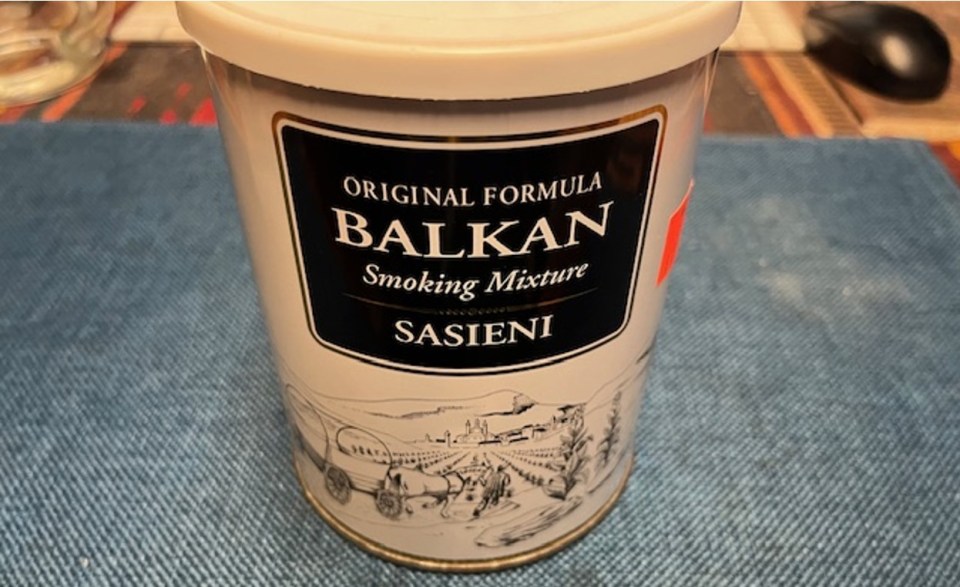 ORIGINAL FORMULA
BALKAN
Smoking Mixture
SASIENI